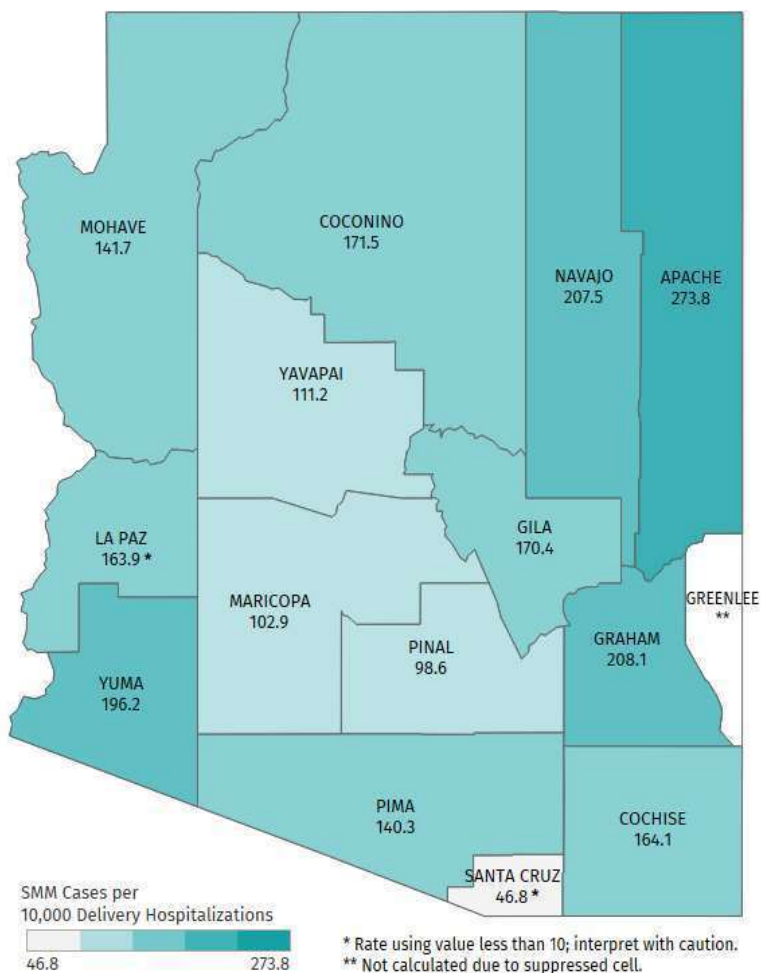 MOHAVE
141.7
COCONINO
171.5
NAVAJO
207.5
APACHE
273.8
YAVAPAI
111.2
LA PAZ
163.9 *
GILA
170.4
MARICOPA
102.9
PINAL
98.6
GREENLEE
**
GRAHAM
208.1
YUMA
196.2
PIMA
140.3
COCHISE
164.1
SANTA CRUZ
46.8 *
SMM Cases per
10,000 Delivery Hospitalizations
46.8 273.8
* Rate using value less than 10; interpret with caution.
** Not calculated due to suppressed cell.